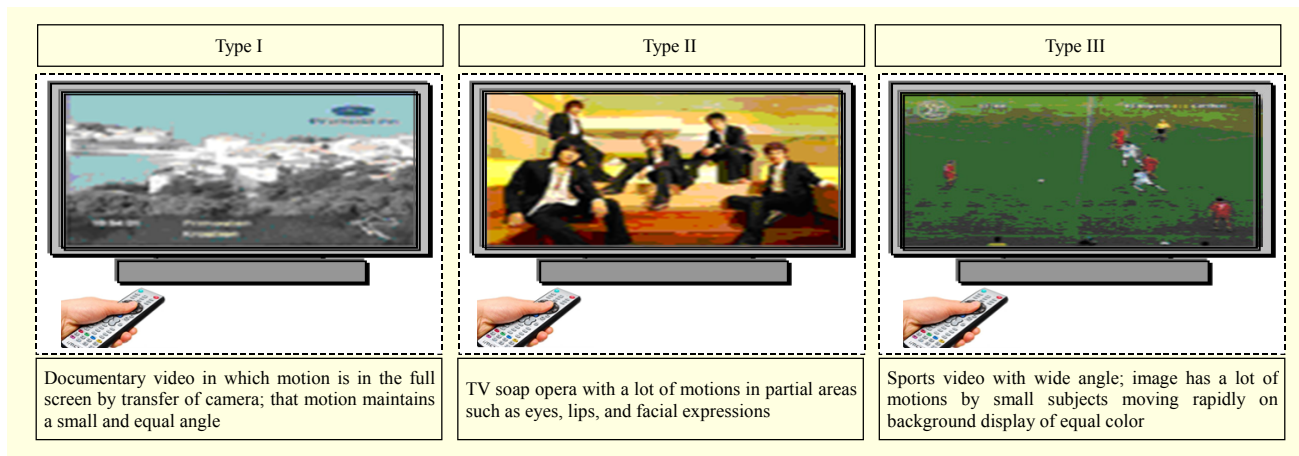 Type I
Type II
Type III
Documentary video in which motion is in the full
screen by transfer of camera; that motion maintains
a small and equal angle
TV soap opera with a lot of motions in partial areas
such as eyes, lips, and facial expressions
Sports video with wide angle; image has a lot of
motions by small subjects moving rapidly on
background display of equal color